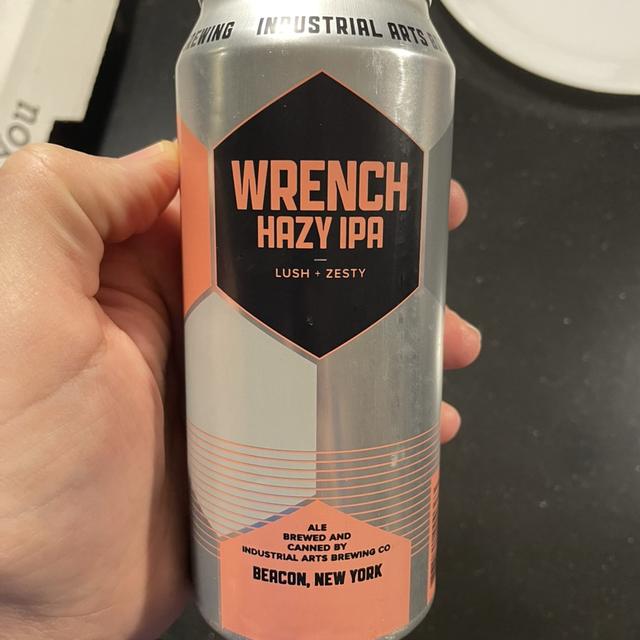 EWING INDUSTRIAL ARTS B
WRENCH
HAZY IPA
LUSH + ZESTY
ALE
BREWED AND
CANNED BY
INDUSTRIAL ARTS BREWING CO
BEACON, NEW YORK